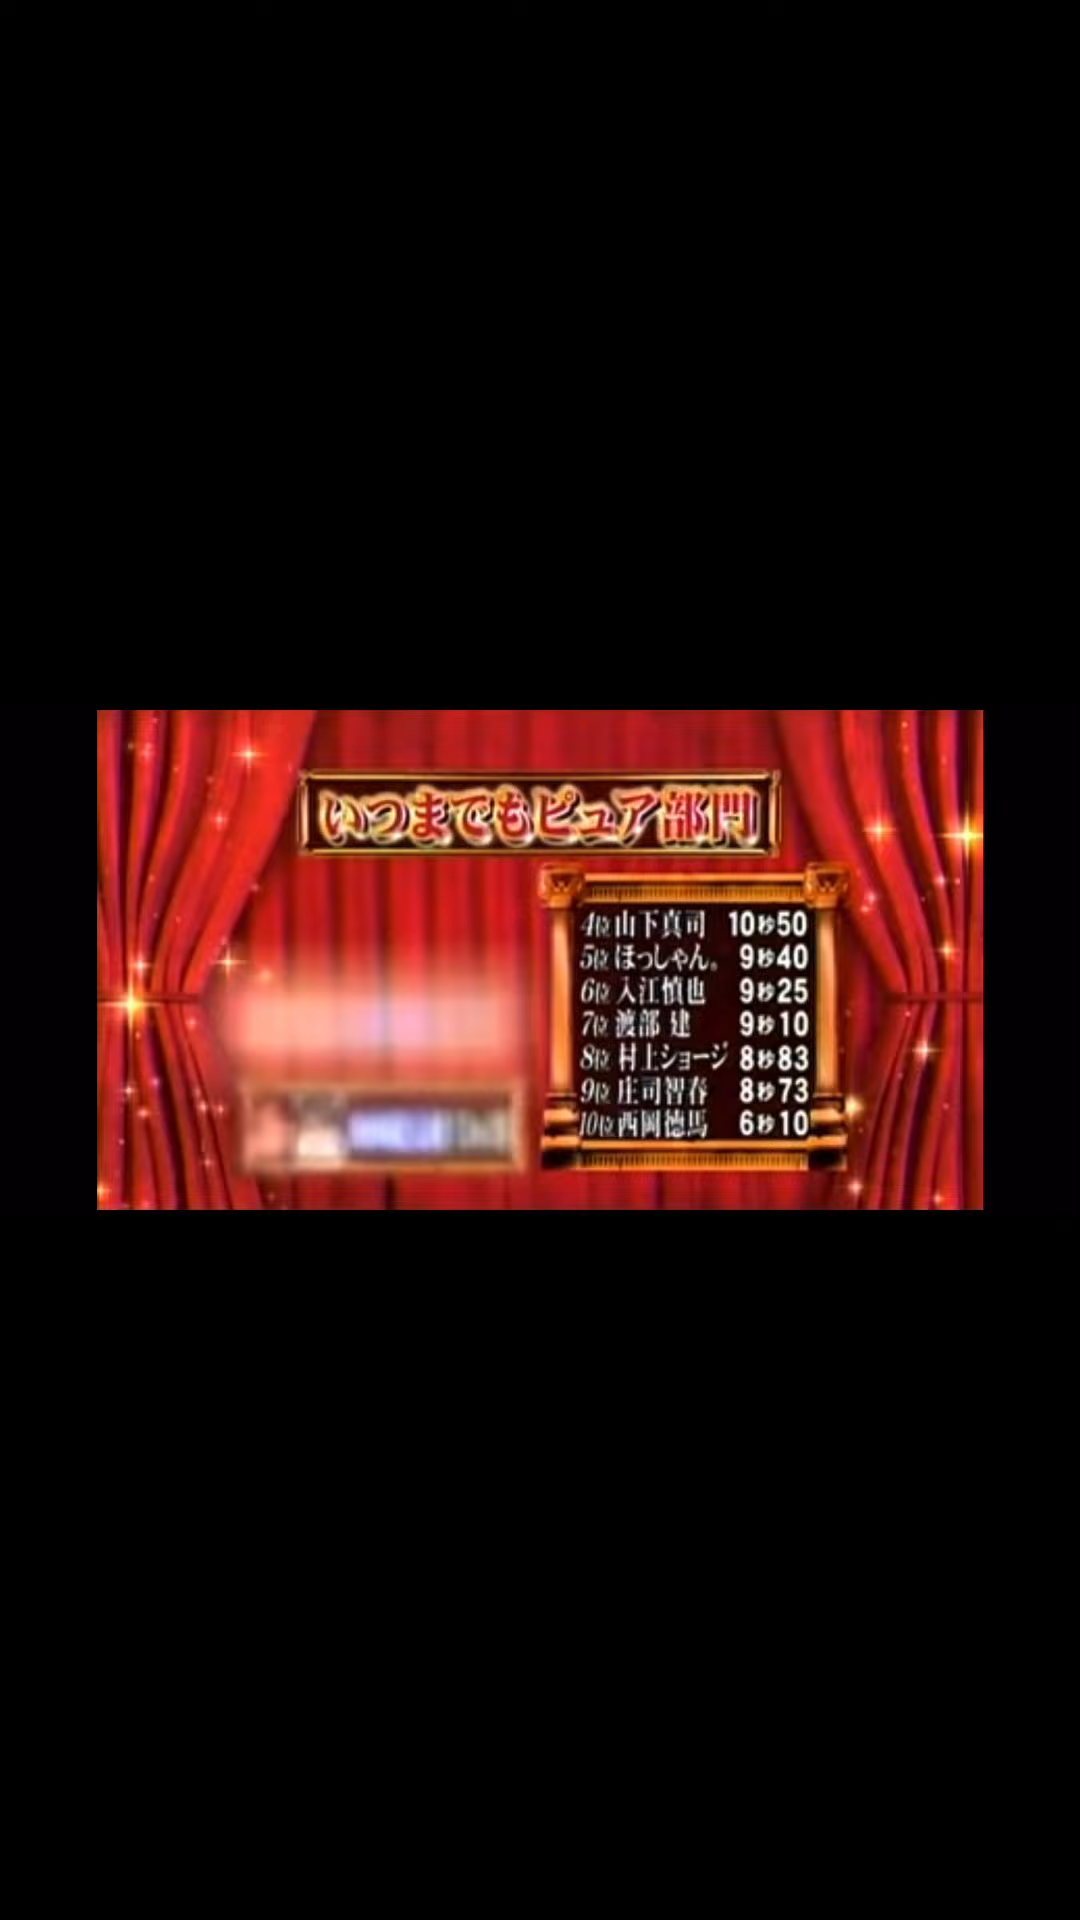 いつまでもピュア部門
4位 山下真司 10秒50
5位 ほっしゃん。 9秒40
6位 入江慎也 9秒25
7位 渡部 建 9秒10
8位 村上ショージ 8秒83
9位 庄司智春 8秒73
10位 西岡徳馬 6秒10